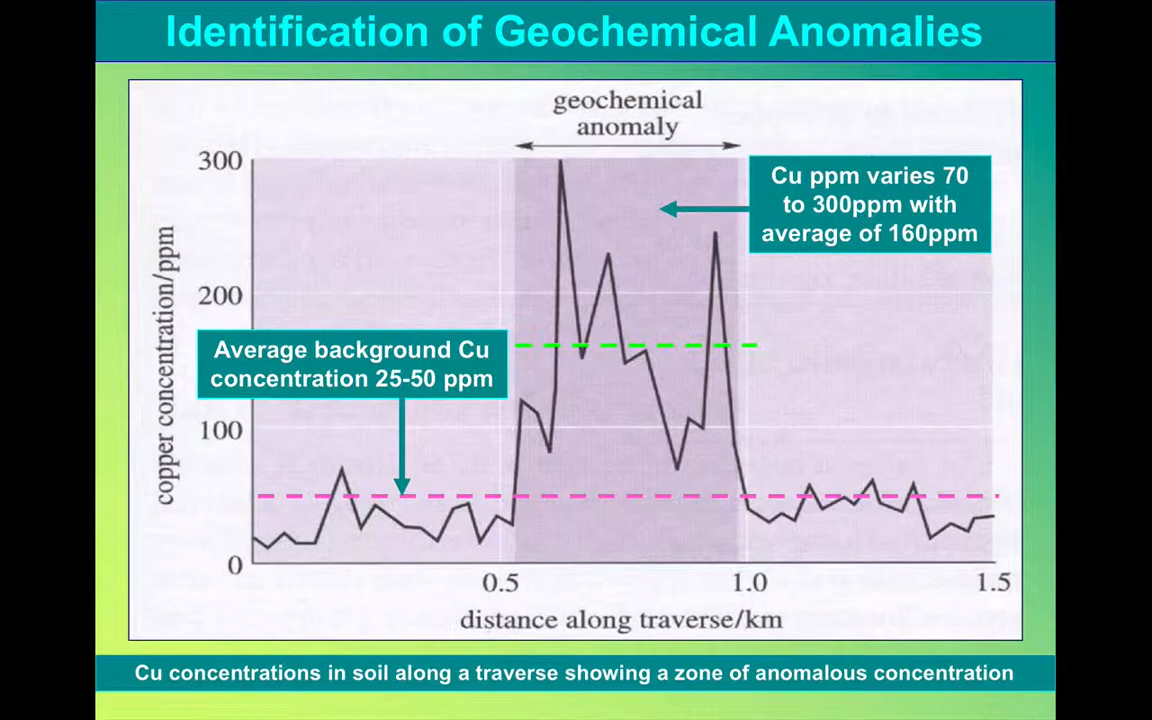 Identification of Geochemical Anomalies
geochemical
anomaly
300
200
100
0
copper concentration/ppm
Cu ppm varies 70
to 300ppm with
average of 160ppm
Average background Cu
concentration 25-50 ppm
0.5
1.0
1.5
distance along traverse/km
Cu concentrations in soil along a traverse showing a zone of anomalous concentration